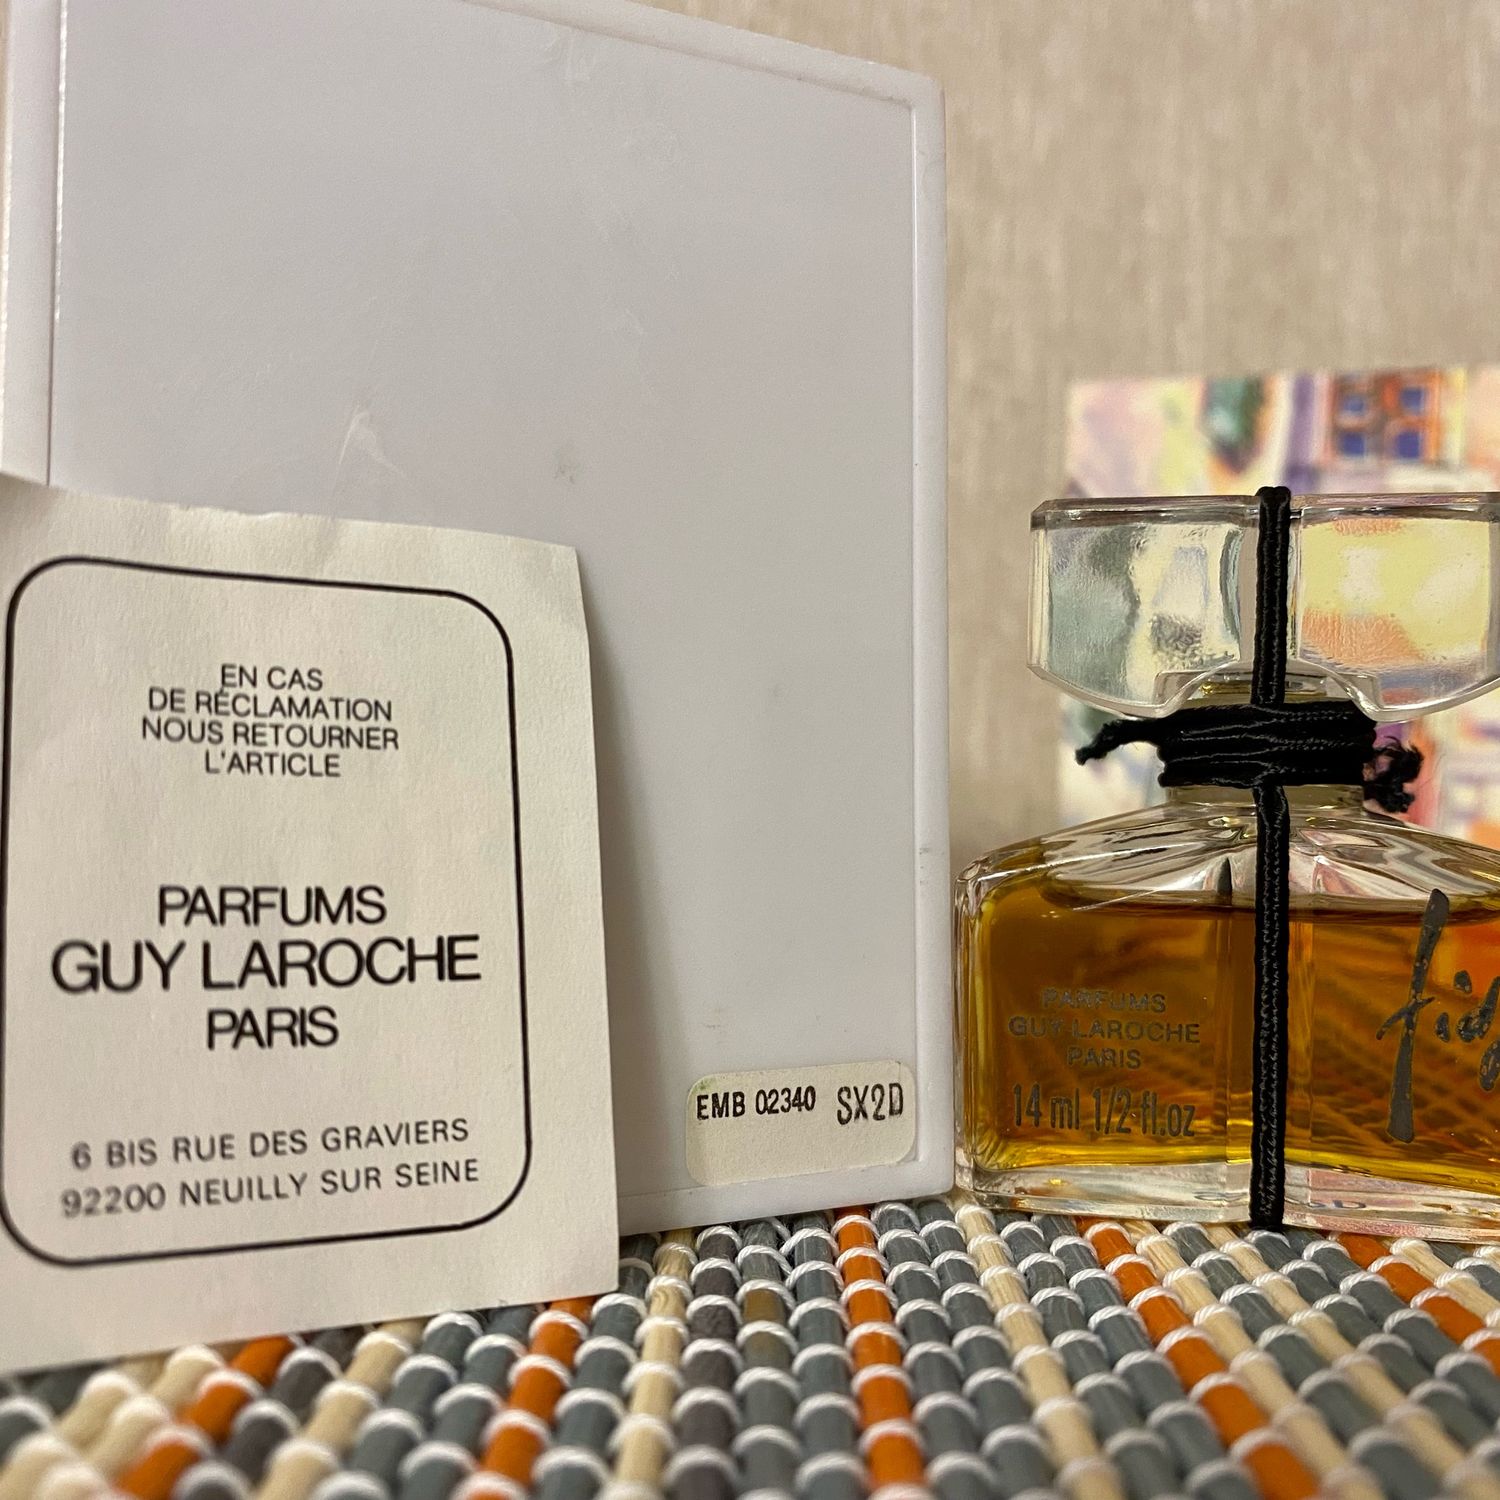 EN CAS
DE RÉCLAMATION
NOUS RETOURNER
L'ARTICLE
PARFUMS
GUY LAROCHE
PARIS
6 BIS RUE DES GRAVIERS
92200 NEUILLY SUR SEINE
EMB 02340 SX2D
PARFUMS
GUY LAROCHE
PARIS
14 ml 1/2 fl.oz